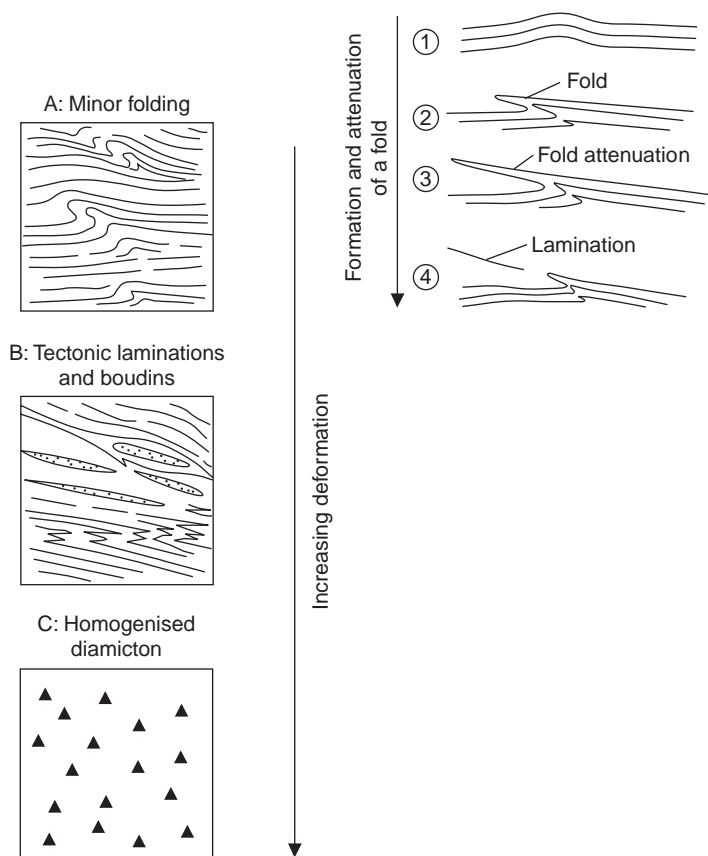 A: Minor folding
B: Tectonic laminations
and boudins
C: Homogenised
diamicton
Increasing deformation
Formation and attenuation
of a fold
1
Fold
2
Fold attenuation
3
Lamination
4